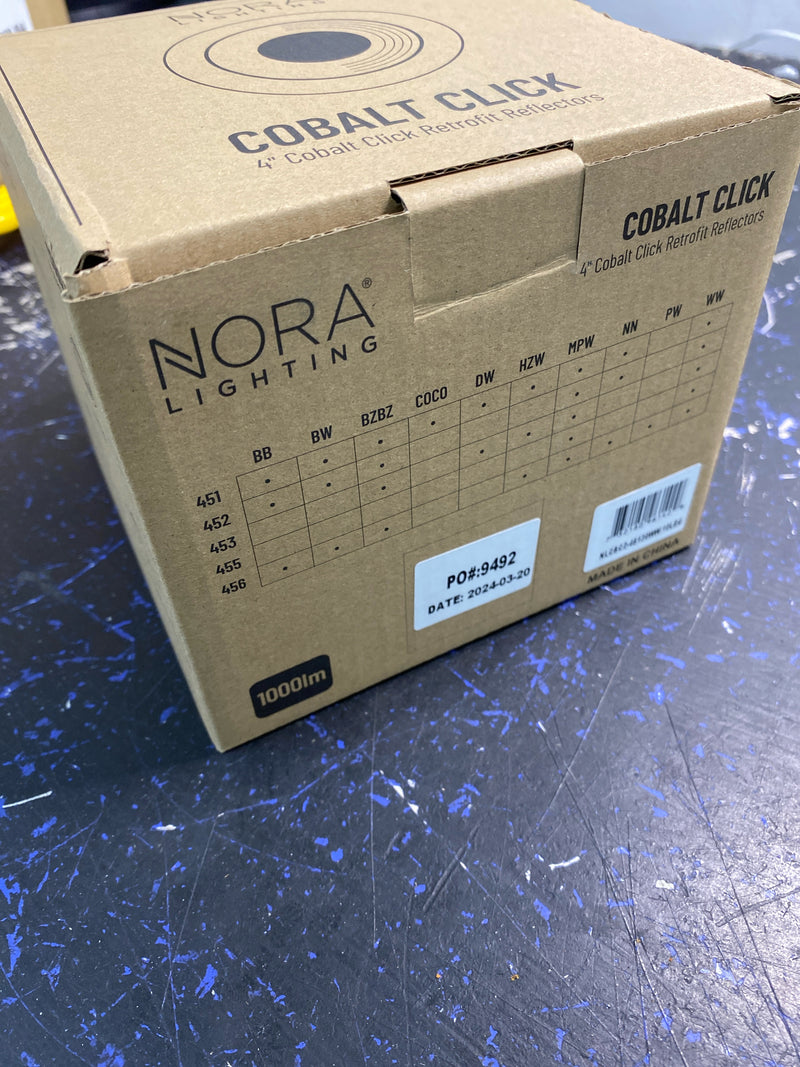 NORA
LIGHTING
COBALT CLICK
4" Cobalt Click Retrofit Reflectors
COBALT CLICK
4" Cobalt Click Retrofit Reflectors
NORA®
LIGHTING
BB BW BZBZ COCO DW HZW MPW NN PW WW
451
452
453
455
456
PO#:9492
DATE: 2024-03-20
MADE IN CHINA
1000lm